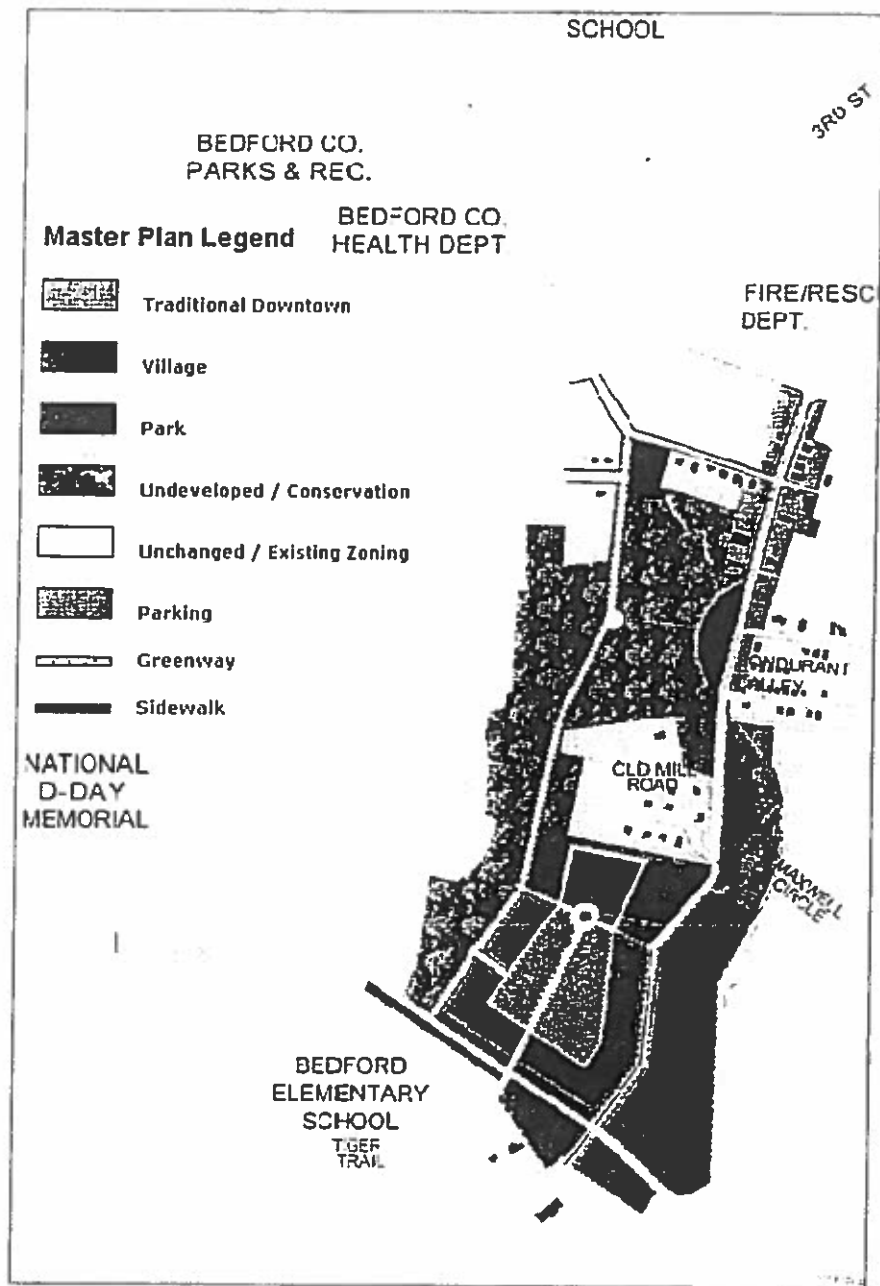 SCHOOL
3RD ST
BEDFORD CO.
PARKS & REC.
BEDFORD CO.
HEALTH DEPT
Master Plan Legend
Traditional Downtown
Village
Park
Undeveloped / Conservation
Unchanged / Existing Zoning
Parking
Greenway
Sidewalk
FIRE/RESC
DEPT.
ONDURANT
ALLEY
NATIONAL
D-DAY
MEMORIAL
OLD MILL
ROAD
MAXWELL
CIRCLE
BEDFORD
ELEMENTARY
SCHOOL
TIGER
TRAIL